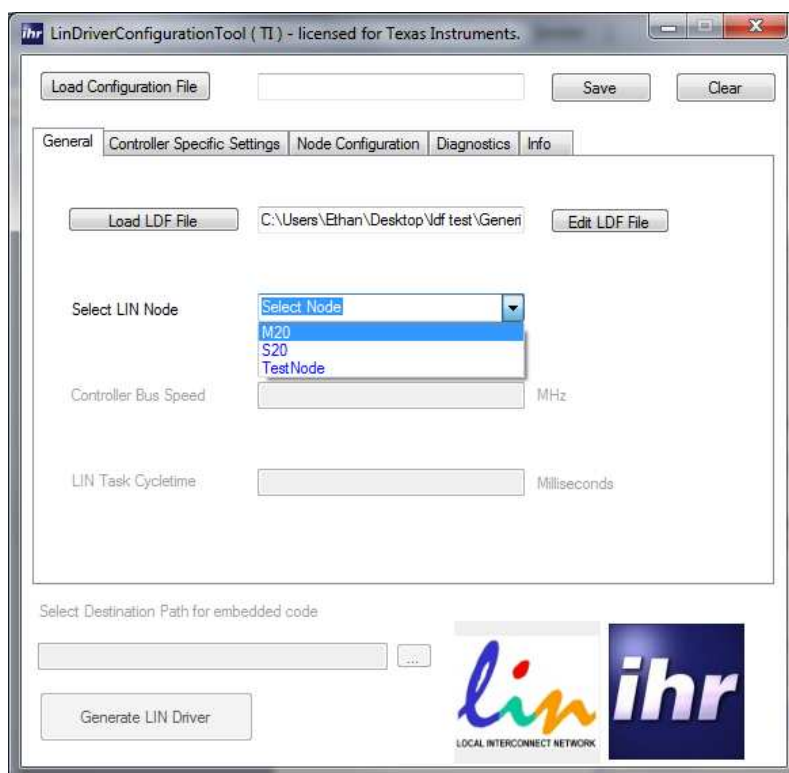 ihr LinDriverConfigurationTool ( TI ) - licensed for Texas Instruments.
Load Configuration File Save Clear
General Controller Specific Settings Node Configuration Diagnostics Info
Load LDF File C:\Users\Ethan\Desktop\ldf test\Generi Edit LDF File
Select LIN Node Select Node
M20
S20
TestNode
Controller Bus Speed MHz
LIN Task Cycletime Milliseconds
Select Destination Path for embedded code
...
Generate LIN Driver
lin
LOCAL INTERCONNECT NETWORK
ihr